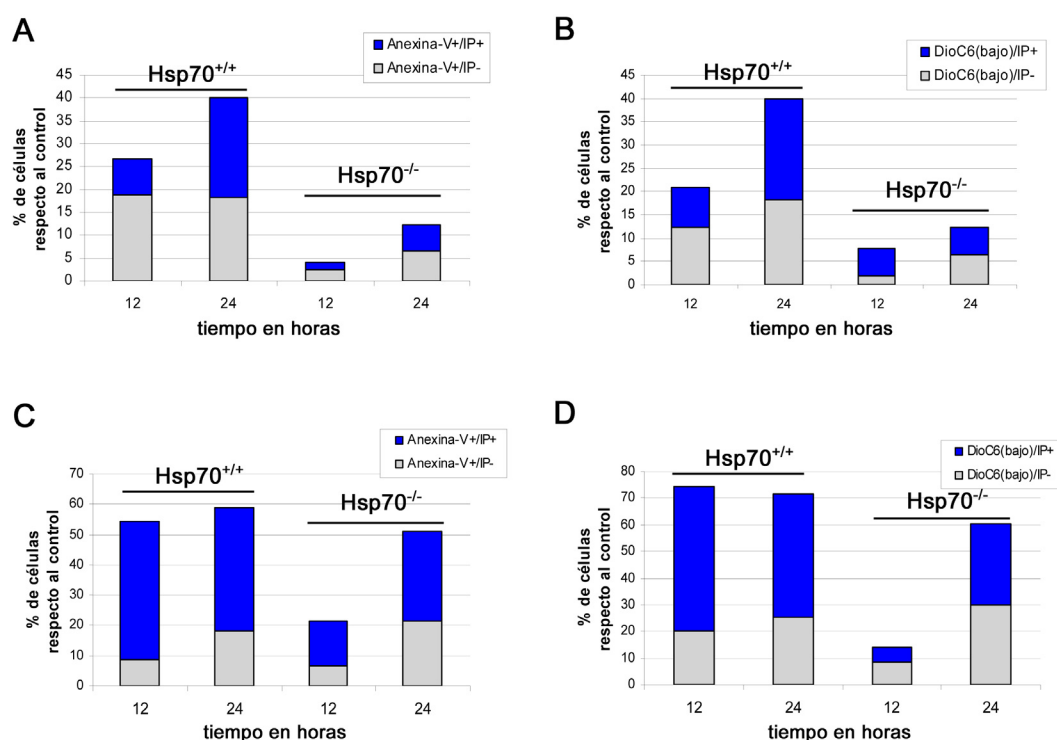 A
Anexina-V+/IP+
Anexina-V+/IP-
Hsp70+/+
Hsp70-/-
% de células
respecto al control
45
40
35
30
25
20
15
10
5
0
12 24 12 24
tiempo en horas
B
DioC6(bajo)/IP+
DioC6(bajo)/IP-
Hsp70+/+
Hsp70-/-
% de células
respecto al control
45
40
35
30
25
20
15
10
5
0
12 24 12 24
tiempo en horas
C
Anexina-V+/IP+
Anexina-V+/IP-
Hsp70+/+
Hsp70-/-
% de células
respecto al control
70
60
50
40
30
20
10
0
12 24 12 24
tiempo en horas
D
DioC6(bajo)/IP+
DioC6(bajo)/IP-
Hsp70+/+
Hsp70-/-
% de células
respecto al control
80
70
60
50
40
30
20
10
0
12 24 12 24
tiempo en horas